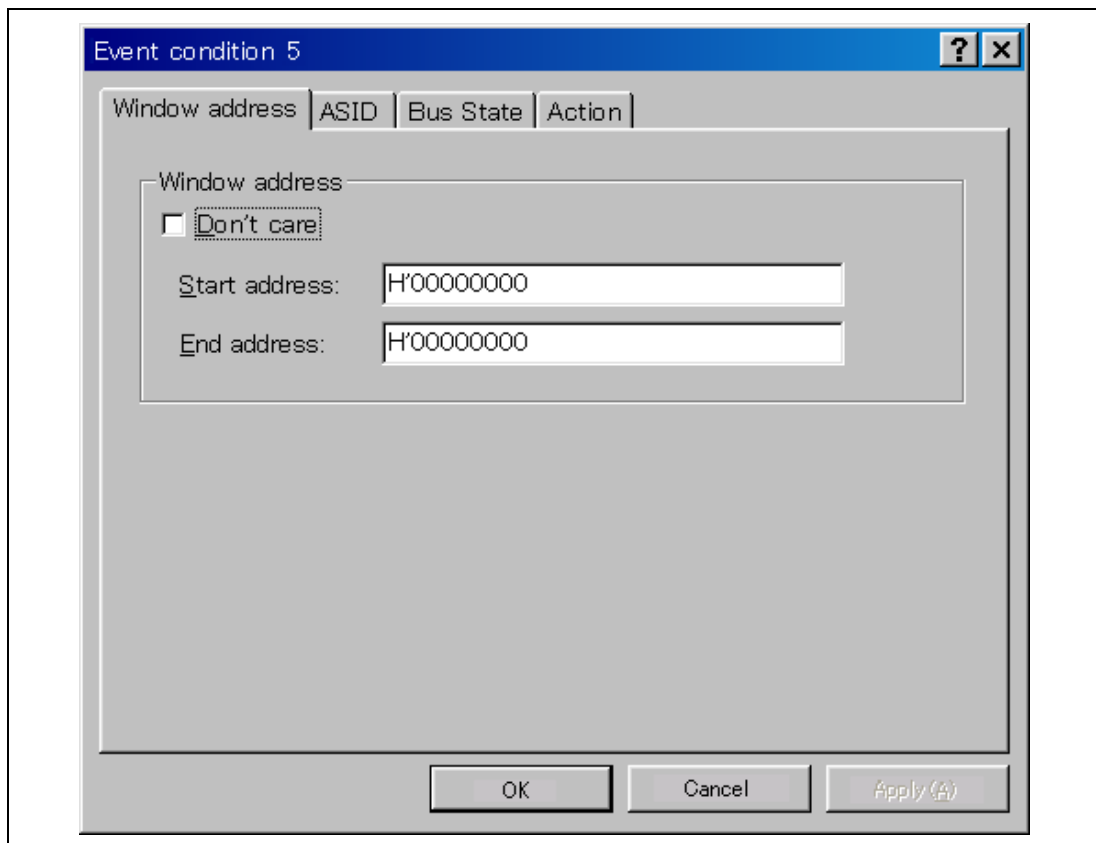 Event condition 5
Window address ASID Bus State Action
Window address
Don't care
Start address: H'00000000
End address: H'00000000
OK Cancel Apply (A)